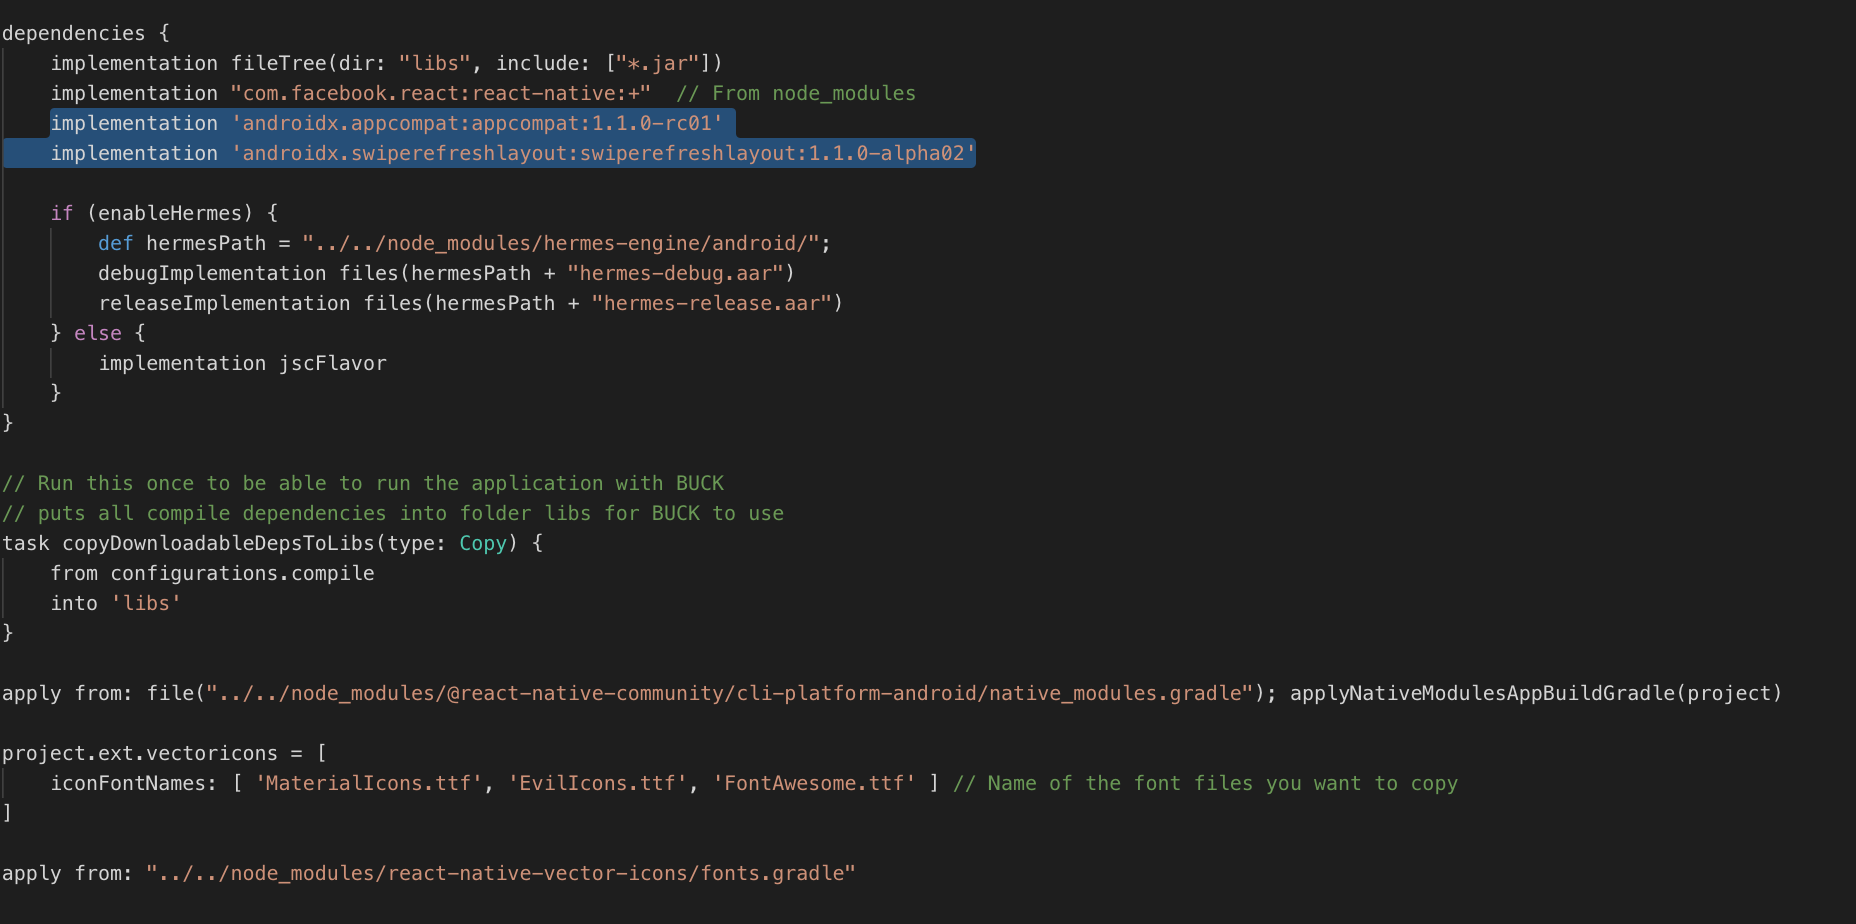 dependencies {
    implementation fileTree(dir: "libs", include: ["*.jar"])
    implementation "com.facebook.react:react-native:+"  // From node_modules
    implementation 'androidx.appcompat:appcompat:1.1.0-rc01'
    implementation 'androidx.swiperefreshlayout:swiperefreshlayout:1.1.0-alpha02'
    if (enableHermes) {
        def hermesPath = "../../node_modules/hermes-engine/android/";
        debugImplementation files(hermesPath + "hermes-debug.aar")
        releaseImplementation files(hermesPath + "hermes-release.aar")
    } else {
        implementation jscFlavor
    }
}
// Run this once to be able to run the application with BUCK
// puts all compile dependencies into folder libs for BUCK to use
task copyDownloadableDepsToLibs(type: Copy) {
    from configurations.compile
    into 'libs'
}
apply from: file("../../node_modules/@react-native-community/cli-platform-android/native_modules.gradle"); applyNativeModulesAppBuildGradle(project)
project.ext.vectoricons = [
    iconFontNames: [ 'MaterialIcons.ttf', 'EvilIcons.ttf', 'FontAwesome.ttf' ] // Name of the font files you want to copy
]
apply from: "../../node_modules/react-native-vector-icons/fonts.gradle"